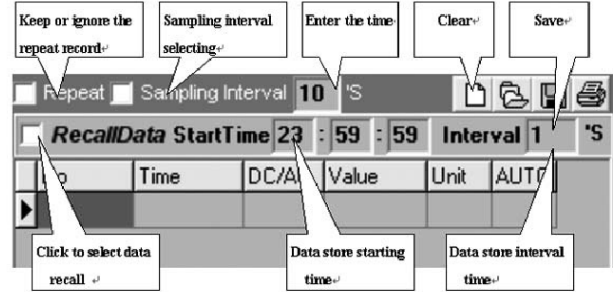 Keep or ignore the
repeat record
Sampling interval
selecting
Enter the time
Clear
Save
Repeat Sampling Interval 10 'S
RecallData StartTime 23 : 59 : 59 Interval 1 'S
Time DC/A Value Unit AUTO
Click to select data
recall
Data store starting
time
Data store interval
time